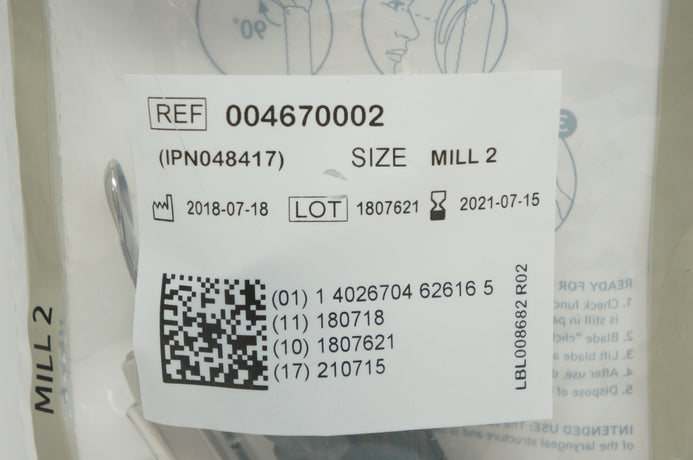 90°
REF 004670002
(IPN048417) SIZE MILL 2
2018-07-18 LOT 1807621 2021-07-15
(01) 1 4026704 62616 5
(11) 180718
(10) 1807621
(17) 210715
LBL008682 R02
MILL 2
3
READY FOR
1. Check func
is still in pa
2. Blade "clic
3. Lift blade a
4. After use, d
5. Dispose of
INTENDED USE: The
of the laryngeal structure and is